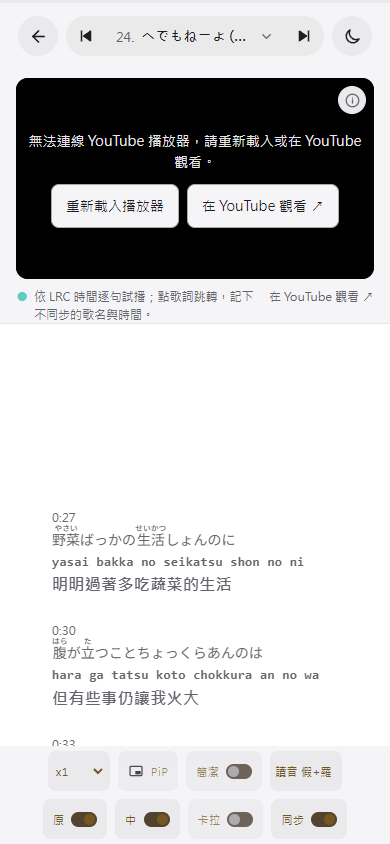 24. へでもねーよ (...
無法連線 YouTube 播放器，請重新載入或在 YouTube
觀看。
重新載入播放器
在 YouTube 觀看 ↗
依 LRC 時間逐句試播；點歌詞跳轉，記下
不同步的歌名與時間。
在 YouTube 觀看 ↗
0:27
やさい せいかつ
野菜ばっかの生活しょんのに
yasai bakka no seikatsu shon no ni
明明過著多吃蔬菜的生活
0:30
はら た
腹が立つことちょっくらあんのは
hara ga tatsu koto chokkura an no wa
但有些事仍讓我火大
0:33
x1
PiP
簡潔
讀音 假+羅
原
中
卡拉
同步